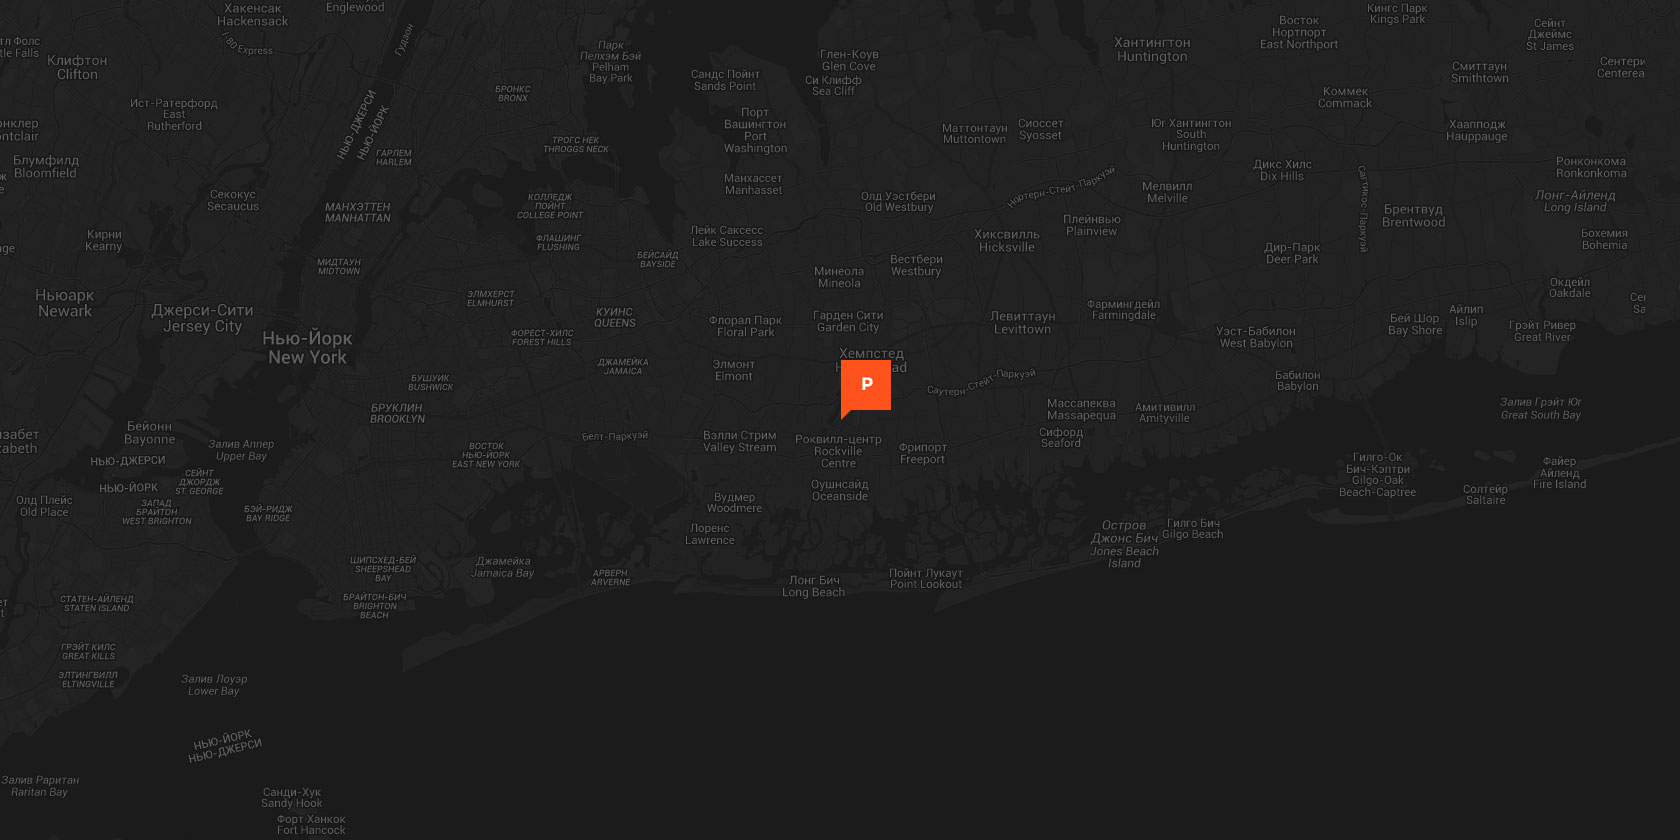 Хакенсак
Hackensack
Englewood
I-80 Express
Гудзон
Парк
Пелхэм Бэй
Pelham
Bay Park
Глен-Коув
Glen Cove
Хантингтон
Huntington
Восток
Нортпорт
East Northport
Кингс Парк
Kings Park
Сейнт
Джеймс
St James
Клифтон
Clifton
Сандс Пойнт
Sands Point
Си Клифф
Sea Cliff
Смиттаун
Smithtown
Коммек
Commack
БРОНКС
BRONX
Ист-Ратерфорд
East
Rutherford
НЬЮ-ДЖЕРСИ
НЬЮ-ЙОРК
Порт
Вашингтон
Port
Washington
Маттонтаун
Muttontown
Сиоссет
Syosset
Юг Хантингтон
South
Huntington
Хаапподж
Hauppauge
ТРОГС НЕК
THROGGS NECK
ГАРЛЕМ
HARLEM
Блумфилд
Bloomfield
Секокус
Secaucus
МАНХЭТТЕН
MANHATTAN
КОЛЛЕДЖ
ПОЙНТ
COLLEGE POINT
Манхассет
Manhasset
Олд Уэстбери
Old Westbury
Нортерн-Стейт-Паркуэй
Мелвилл
Melville
Дикс Хилс
Dix Hills
Сагтикос-Паркуэй
Ронконкома
Ronkonkoma
Лонг-Айленд
Long Island
Брентвуд
Brentwood
Плейнвью
Plainview
Кирни
Kearny
ФЛАШИНГ
FLUSHING
Лейк Саксесс
Lake Success
Хиксвилль
Hicksville
Дир-Парк
Deer Park
Бохемия
Bohemia
МИДТАУН
MIDTOWN
БЕЙСАЙД
BAYSIDE
Вестбери
Westbury
Минеола
Mineola
Окдейл
Oakdale
Ньюарк
Newark
Джерси-Сити
Jersey City
ЭЛМХЕРСТ
ELMHURST
КУИНС
QUEENS
Флорал Парк
Floral Park
Гарден Сити
Garden City
Левиттаун
Levittown
Фармингдейл
Farmingdale
Уэст-Бабилон
West Babylon
Бей Шор
Bay Shore
Айлип
Islip
Грэйт Ривер
Great River
Нью-Йорк
New York
ФОРЕСТ-ХИЛС
FOREST HILLS
ДЖАМЕЙКА
JAMAICA
Элмонт
Elmont
Хемпстед
P
Саутерн-Стейт-Паркуэй
Бабилон
Babylon
БУШУИК
BUSHWICK
БРУКЛИН
BROOKLYN
Массапеква
Massapequa
Амитивилл
Amityville
Залив Грэйт Юг
Great South Bay
Бейонн
Bayonne
Залив Аппер
Upper Bay
Белт-Паркуэй
Вэлли Стрим
Valley Stream
Роквилл-центр
Rockville
Centre
Фрипорт
Freeport
Сифорд
Seaford
НЬЮ-ДЖЕРСИ
НЬЮ-ЙОРК
СЕЙНТ
ДЖОРДЖ
ST. GEORGE
ВОСТОК
НЬЮ-ЙОРК
EAST NEW YORK
Гилго-Ок
Бич-Кэптри
Gilgo-Oak
Beach-Captree
Файер
Айленд
Fire Island
Солтейр
Saltaire
Олд Плейс
Old Place
ЗАПАД
БРАЙТОН
WEST BRIGHTON
БЭЙ-РИДЖ
BAY RIDGE
Вудмер
Woodmere
Оушнсайд
Oceanside
Лоренс
Lawrence
Остров
Джонс Бич
Jones Beach
Island
Гилго Бич
Gilgo Beach
ШИПСХЕД-БЕЙ
SHEEPSHEAD
BAY
Джамейка
Jamaica Bay
АРВЕРН
ARVERNE
Лонг Бич
Long Beach
Пойнт Лукаут
Point Lookout
СТАТЕН-АЙЛЕНД
STATEN ISLAND
БРАЙТОН-БИЧ
BRIGHTON
BEACH
ГРЭЙТ КИЛС
GREAT KILLS
ЭЛТИНГВИЛЛ
ELTINGVILLE
Залив Лоуэр
Lower Bay
НЬЮ-ЙОРК
НЬЮ-ДЖЕРСИ
Залив Раритан
Raritan Bay
Санди-Хук
Sandy Hook
Форт Ханкок
Fort Hancock